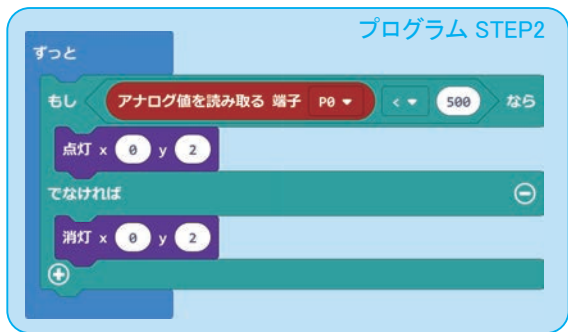 プログラム STEP2
ずっと
もし アナログ値を読み取る 端子 P0 < 500 なら
点灯 x 0 y 2
でなければ
消灯 x 0 y 2